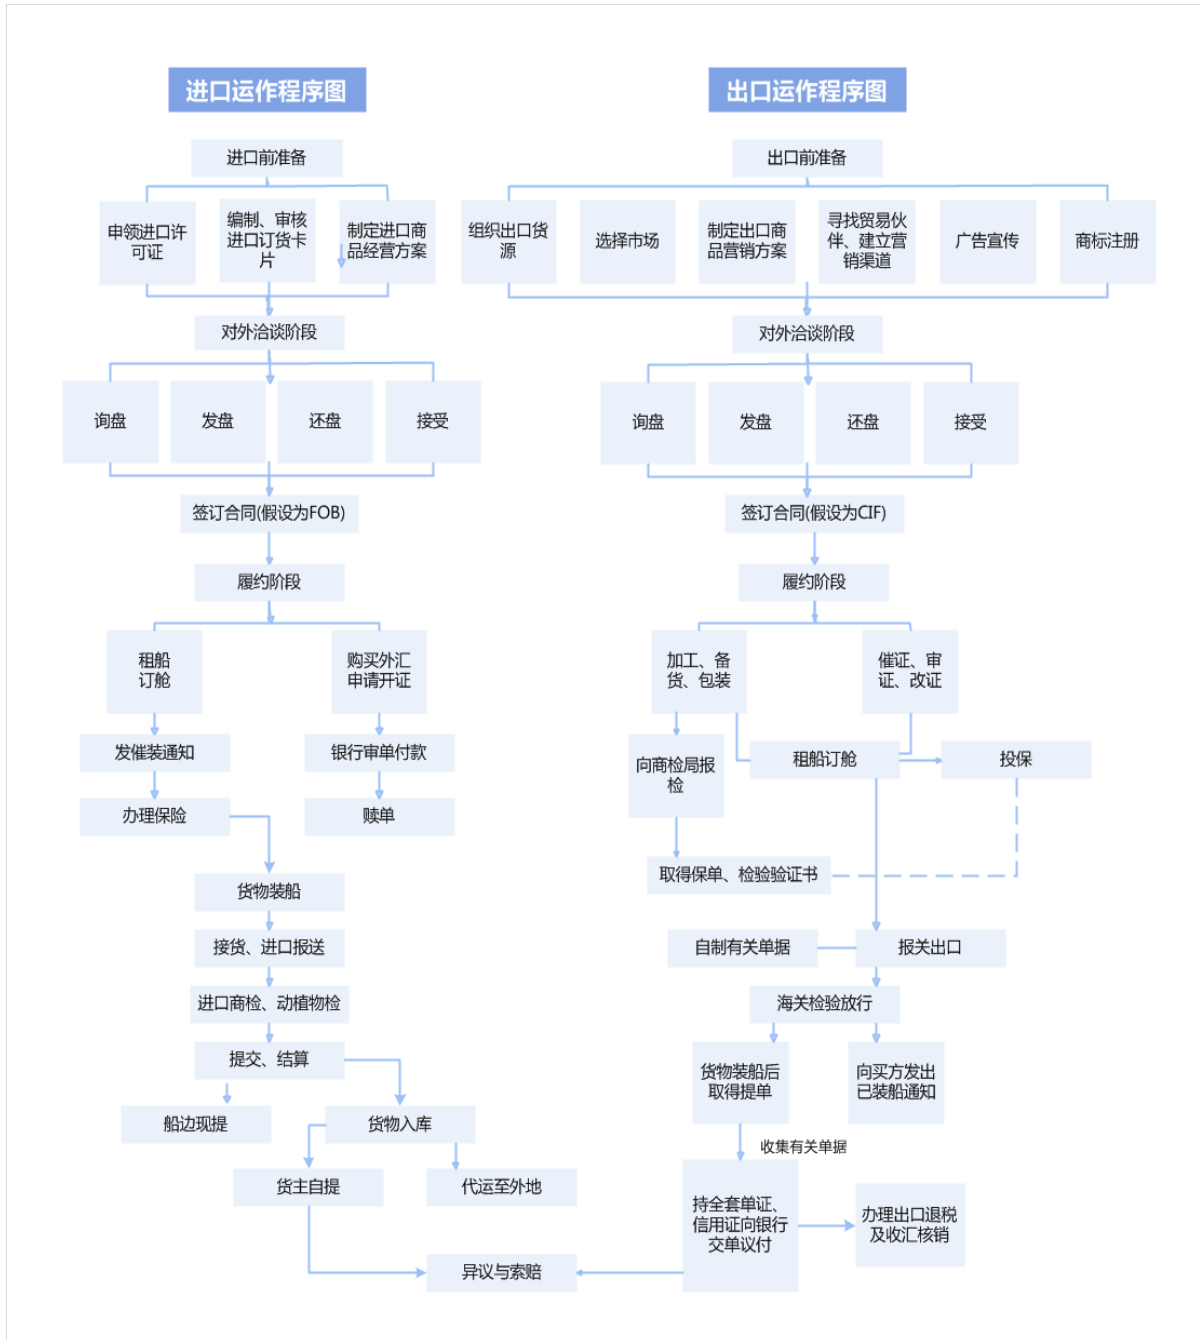 进口运作程序图
进口前准备
申领进口许
可证
编制、审核
进口订货卡
片
制定进口商
品经营方案
对外洽谈阶段
询盘
发盘
还盘
接受
签订合同(假设为FOB)
履约阶段
租船
订舱
购买外汇
申请开证
发催装通知
银行审单付款
办理保险
赎单
货物装船
接货、进口报送
进口商检、动植物检
提交、结算
船边现提
货物入库
货主自提
代运至外地
异议与索赔
出口运作程序图
出口前准备
组织出口货
源
选择市场
制定出口商
品营销方案
寻找贸易伙
伴、建立营
销渠道
广告宣传
商标注册
对外洽谈阶段
询盘
发盘
还盘
接受
签订合同(假设为CIF)
履约阶段
加工、备
货、包装
催证、审
证、改证
向商检局报
检
租船订舱
投保
取得保单、检验验证书
自制有关单据
报关出口
海关检验放行
货物装船后
取得提单
向买方发出
已装船通知
收集有关单据
持全套单证、
信用证向银行
交单议付
办理出口退税
及收汇核销